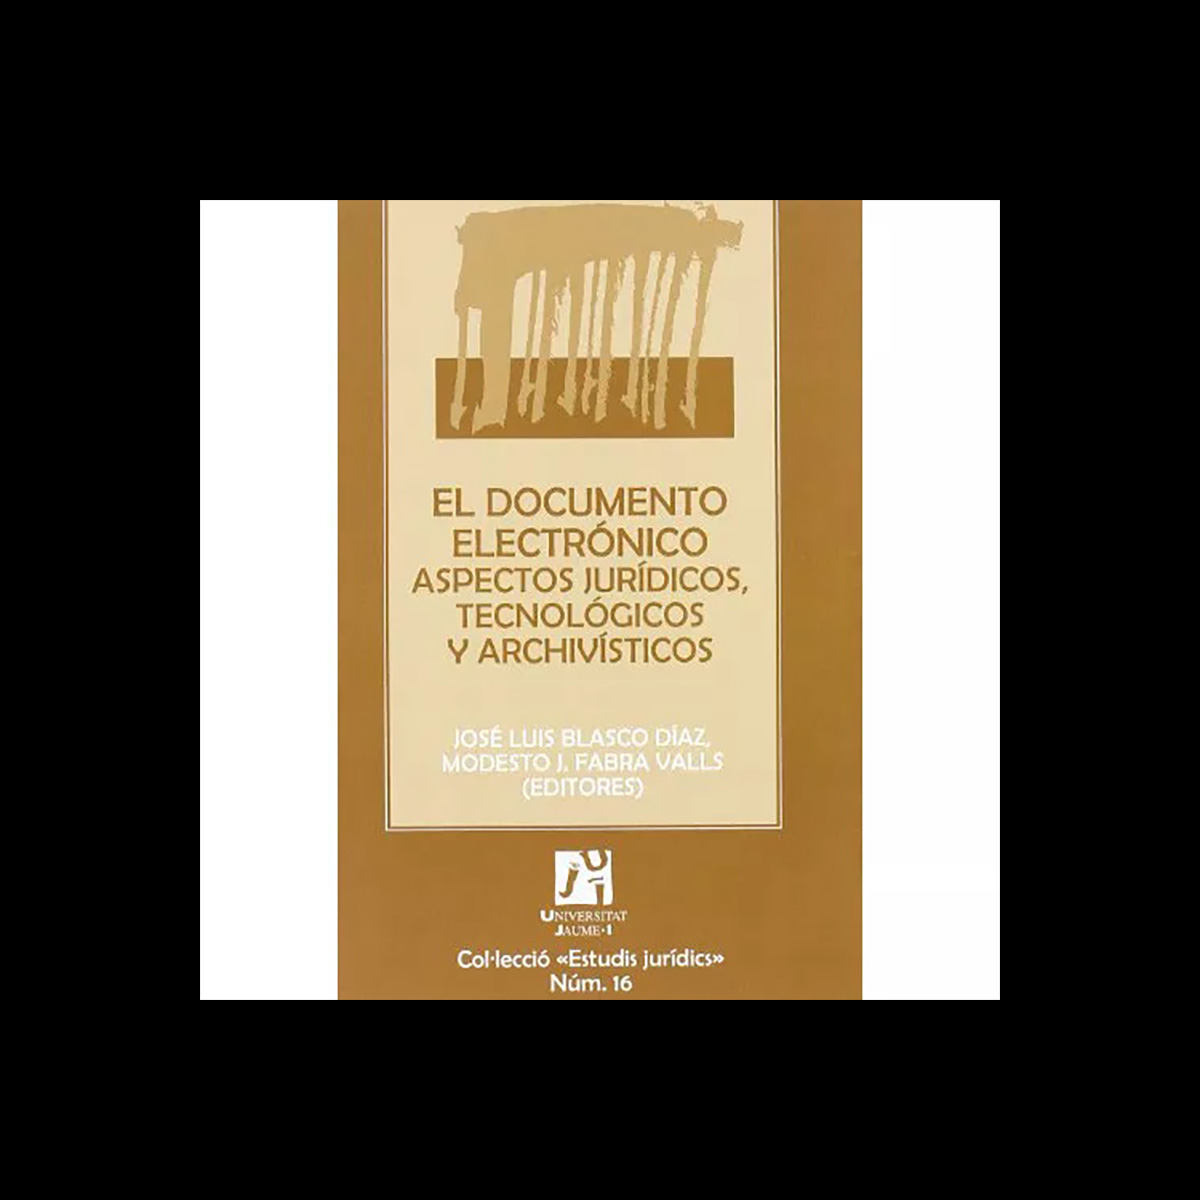 EL DOCUMENTO
ELECTRÓNICO
ASPECTOS JURÍDICOS,
TECNOLÓGICOS
Y ARCHIVÍSTICOS
JOSÉ LUIS BLASCO DÍAZ,
MODESTO J. FABRA VALLS
(EDITORES)
UNIVERSITAT
JAUME·I
Col·lecció «Estudis jurídics»
Núm. 16